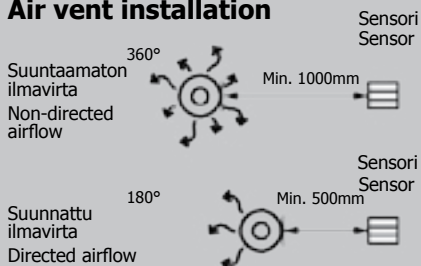 Air vent installation
Sensori
Sensor
360°
Suuntaamaton
ilmavirta
Min. 1000mm
Non-directed
airflow
Sensori
Sensor
180°
Min. 500mm
Suunnattu
ilmavirta
Directed airflow